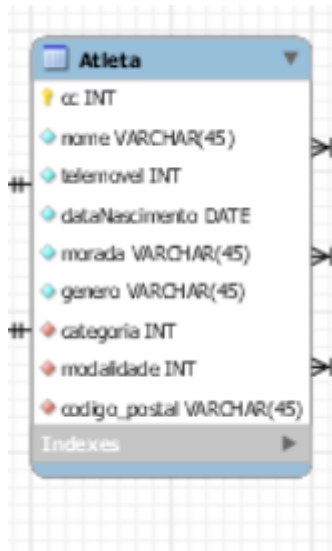 Atleta
cc INT
nome VARCHAR(45)
telemovel INT
dataNascimento DATE
morada VARCHAR(45)
genero VARCHAR(45)
categoria INT
modalidade INT
codigo_postal VARCHAR(45)
Indexes